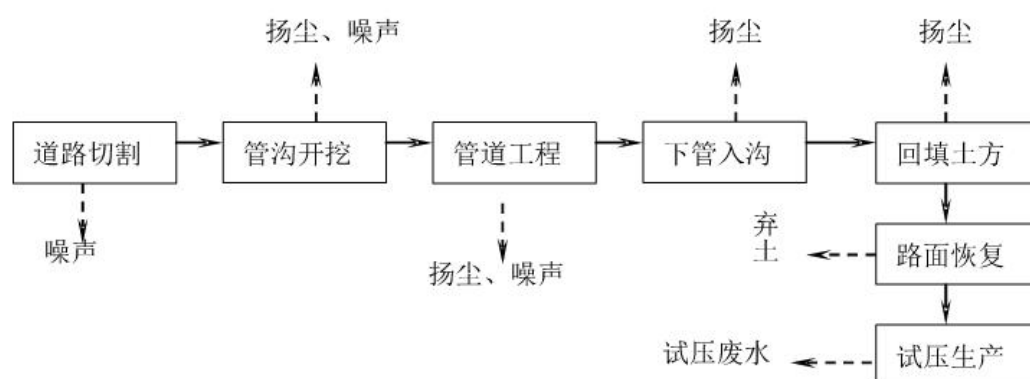 扬尘、噪声
扬尘
扬尘
道路切割
管沟开挖
管道工程
下管入沟
回填土方
噪声
扬尘、噪声
弃土
路面恢复
试压废水
试压生产